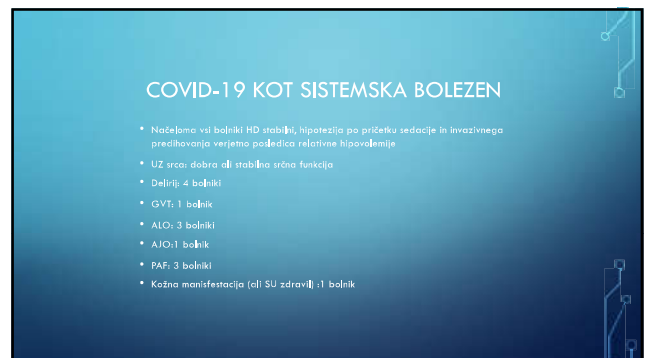 COVID-19 KOT SISTEMSKA BOLEZEN
• Načeloma vsi bolniki HD stabilni, hipotezija po pričetku sedacije in invazivnega
predihovanja verjetno posledica relativne hipovolemije
• UZ srca: dobra ali stabilna srčna funkcija
• Delirij: 4 bolniki
• GVT: 1 bolnik
• ALO: 3 bolniki
• AJO:1 bolnik
• PAF: 3 bolniki
• Kožna manisfestacija (ali SU zdravil) :1 bolnik